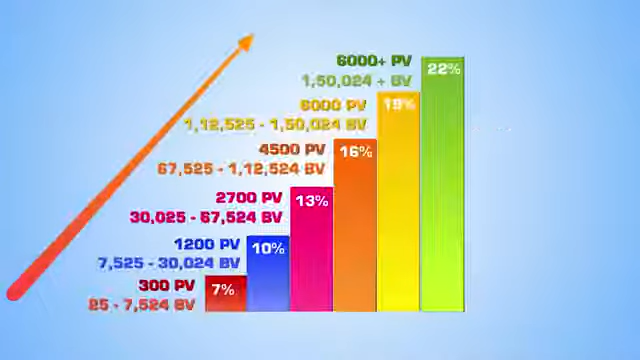 6000+ PV
1,50,024 + BV
22%
6000 PV
1,12,525 - 1,50,024 BV
19%
4500 PV
67,525 - 1,12,524 BV
16%
2700 PV
30,025 - 67,524 BV
13%
1200 PV
7,525 - 30,024 BV
10%
300 PV
25 - 7,524 BV
7%